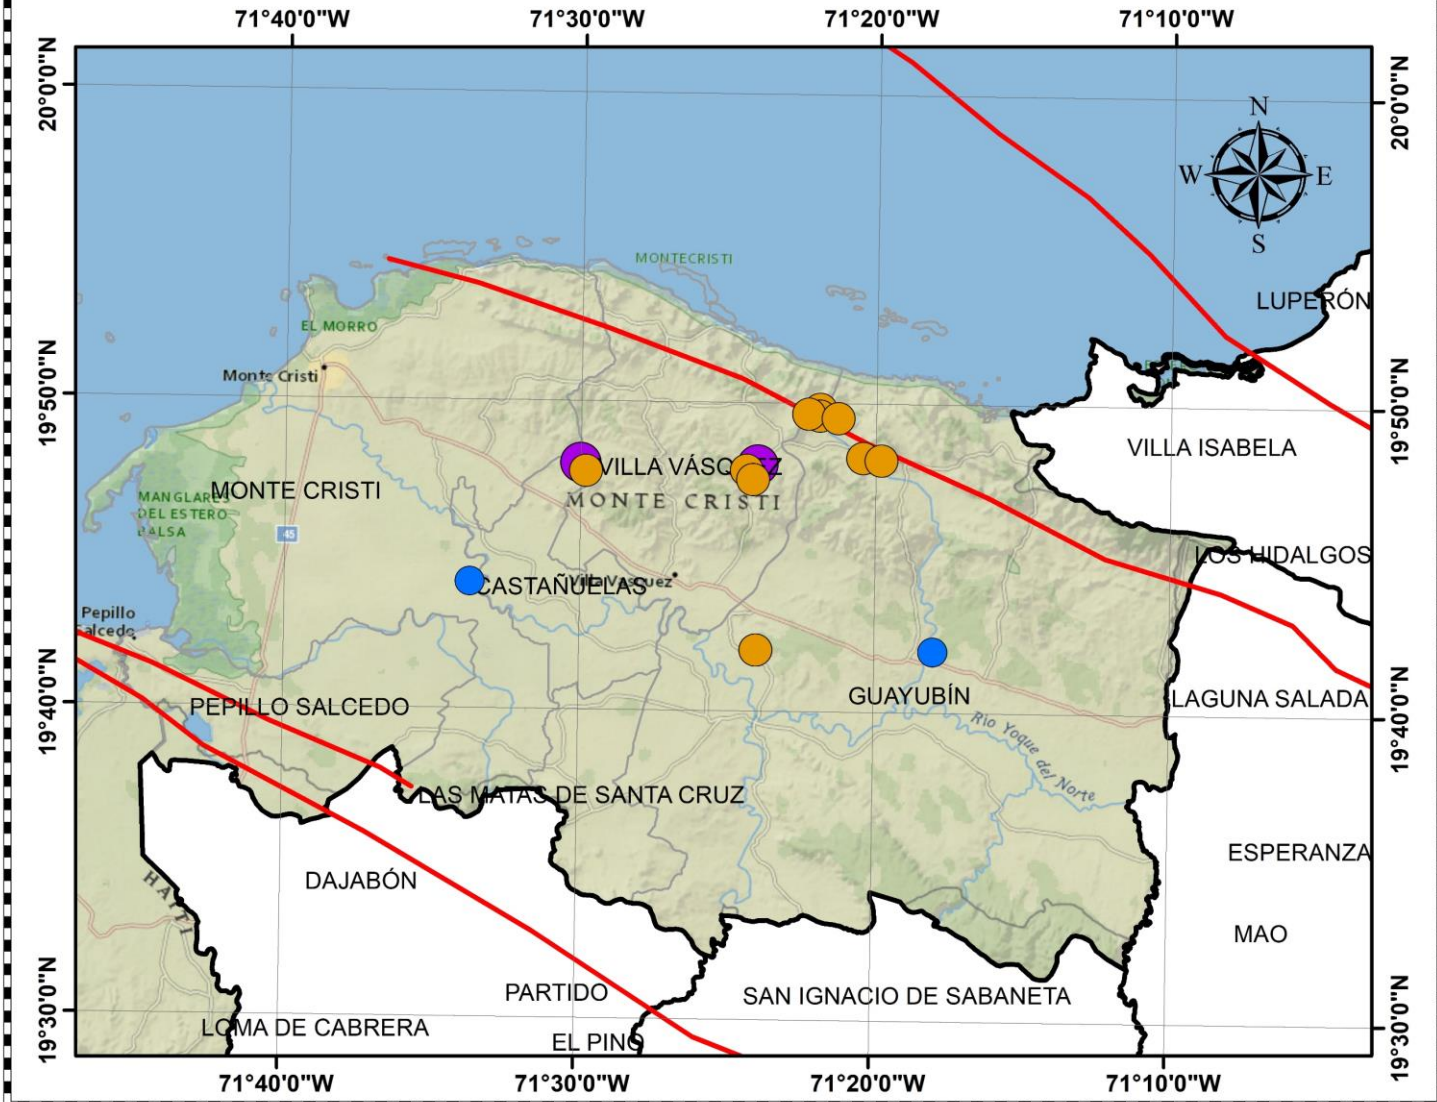 71°40'0"W
71°30'0"W
71°20'0"W
71°10'0"W
20°0'0"N
20°0'0"N
N
W
E
S
MONTECRISTI
LUPERÓN
EL MORRO
Monte Cristi
19°50'0"N
19°50'0"N
VILLA ISABELA
VILLA VÁSQUEZ
MONTE CRISTI
MONTE CRISTI
MANGLARES
DEL ESTERO
BALSA
45
LOS HIDALGOS
CASTAÑUELAS
Villa Vasquez
Pepillo
Salcedo
19°40'0"N
19°40'0"N
GUAYUBÍN
LAGUNA SALADA
PEPILLO SALCEDO
Rio Yoque del Norte
LAS MATAS DE SANTA CRUZ
ESPERANZA
DAJABÓN
HAITI
MAO
PARTIDO
SAN IGNACIO DE SABANETA
LOMA DE CABRERA
EL PINO
19°30'0"N
19°30'0"N
71°40'0"W
71°30'0"W
71°20'0"W
71°10'0"W